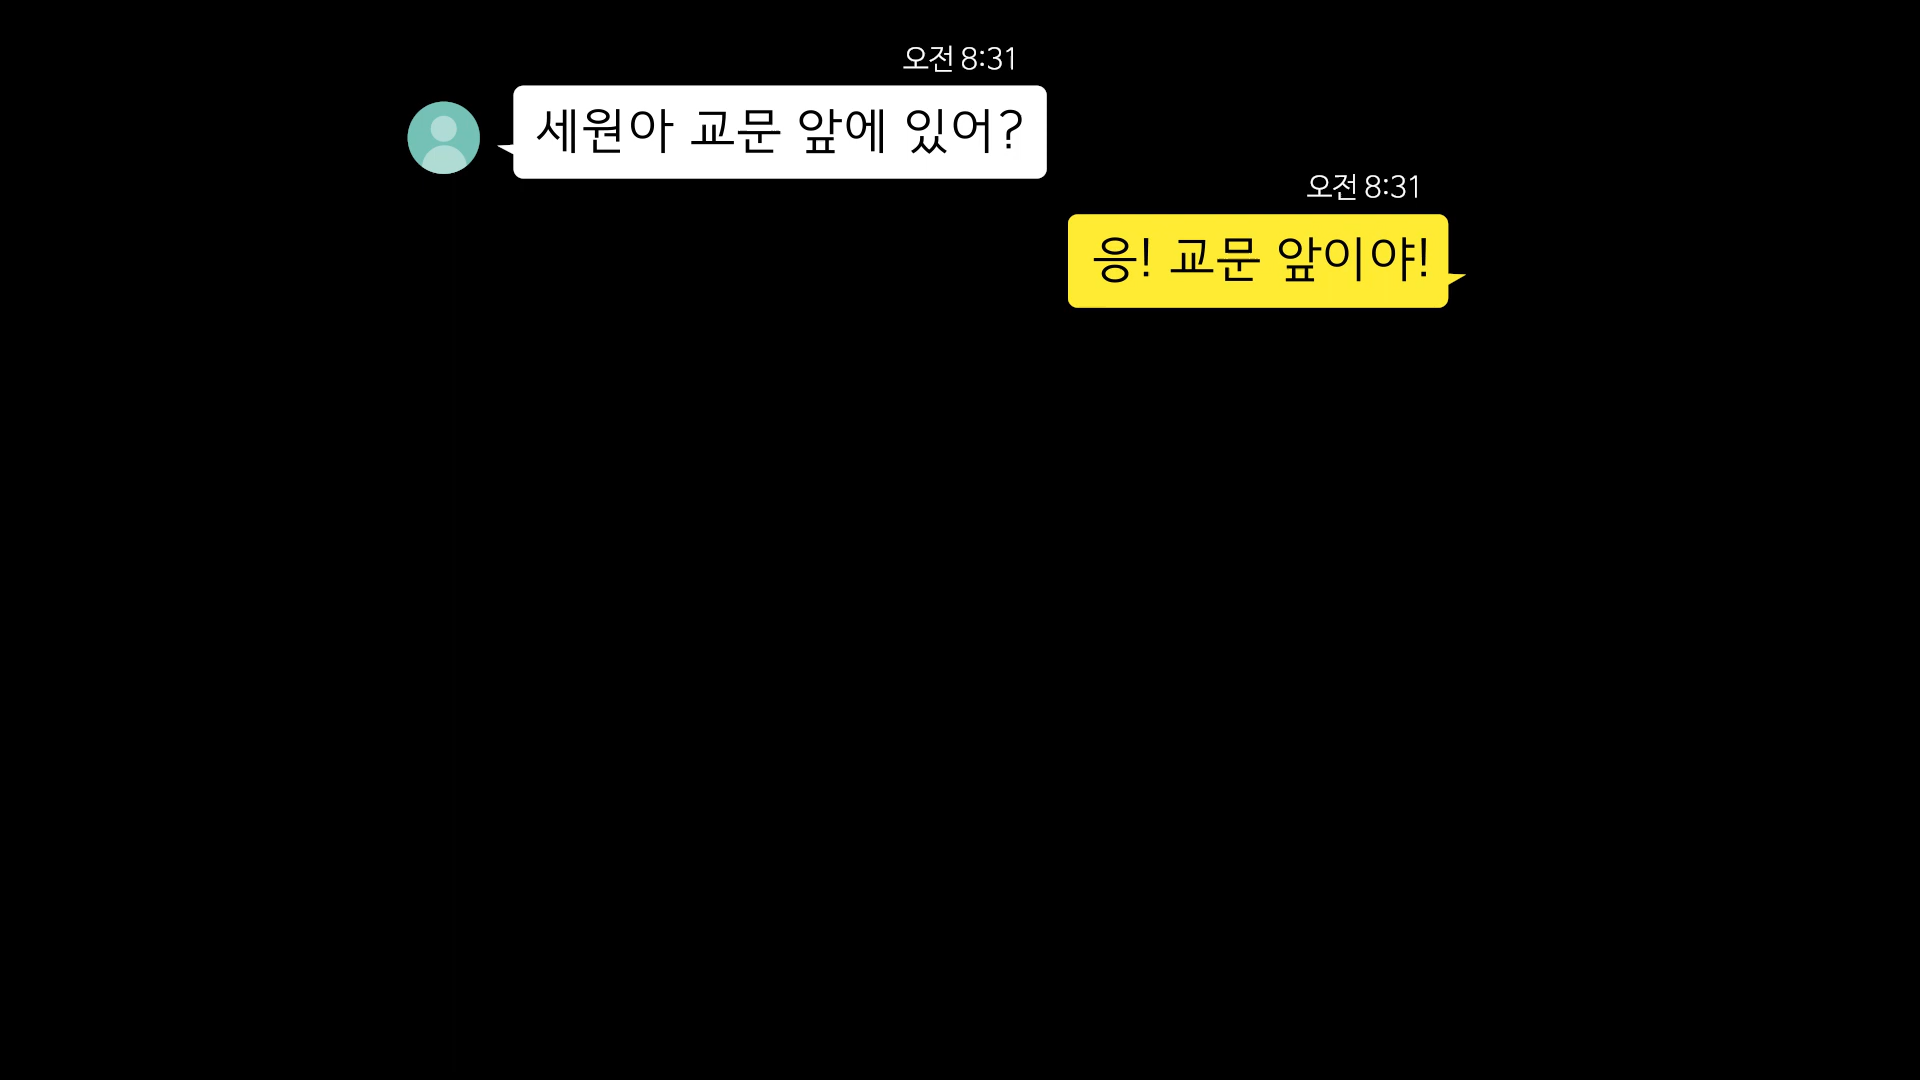 오전 8:31
세원아 교문 앞에 있어?
오전 8:31
응! 교문 앞이야!